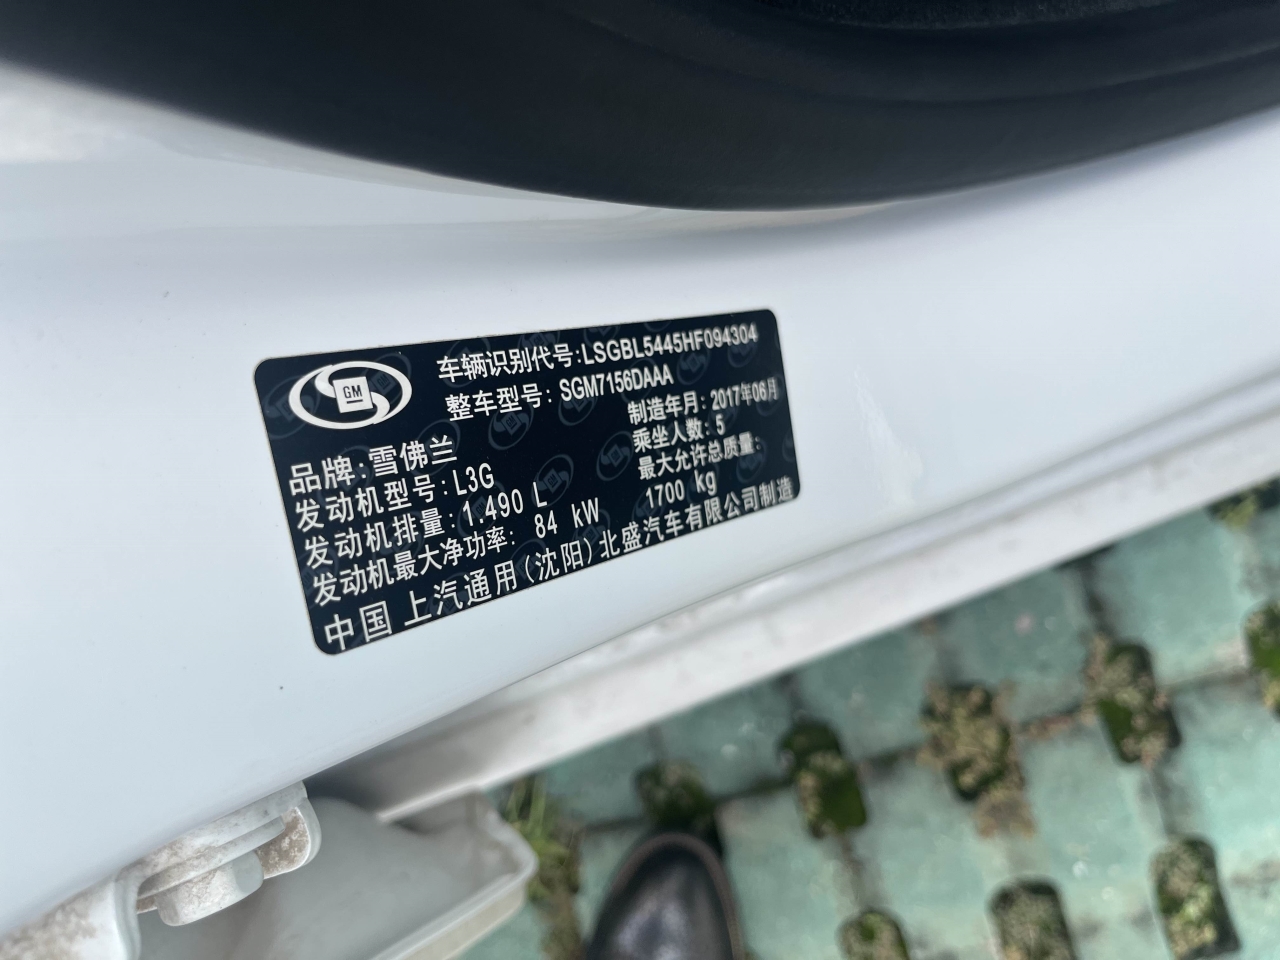 GM
车辆识别代号:LSGBL5445HF094304
整车型号: SGM7156DAAA
品牌:雪佛兰
制造年月: 2017年06月
发动机型号: L3G
乘坐人数: 5
发动机排量: 1.490 L
最大允许总质量:
发动机最大净功率: 84 kW
1700 kg
中国 上汽通用(沈阳)北盛汽车有限公司制造